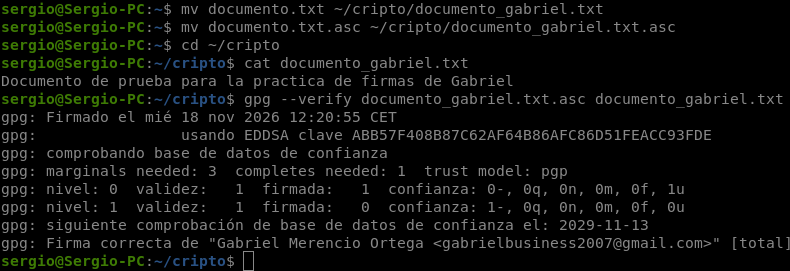 sergio@Sergio-PC:~$ mv documento.txt ~/cripto/documento_gabriel.txt
sergio@Sergio-PC:~$ mv documento.txt.asc ~/cripto/documento_gabriel.txt.asc
sergio@Sergio-PC:~$ cd ~/cripto
sergio@Sergio-PC:~/cripto$ cat documento_gabriel.txt
Documento de prueba para la practica de firmas de Gabriel
sergio@Sergio-PC:~/cripto$ gpg --verify documento_gabriel.txt.asc documento_gabriel.txt
gpg: Firmado el mié 18 nov 2026 12:20:55 CET
gpg:                usando EDDSA clave ABB57F408B87C62AF64B86AFC86D51FEACC93FDE
gpg: comprobando base de datos de confianza
gpg: marginals needed: 3  completes needed: 1  trust model: pgp
gpg: nivel: 0  validez:   1  firmada:   1  confianza: 0-, 0q, 0n, 0m, 0f, 1u
gpg: nivel: 1  validez:   1  firmada:   0  confianza: 1-, 0q, 0n, 0m, 0f, 0u
gpg: siguiente comprobación de base de datos de confianza el: 2029-11-13
gpg: Firma correcta de "Gabriel Merencio Ortega <gabrielbusiness2007@gmail.com>" [total]
sergio@Sergio-PC:~/cripto$